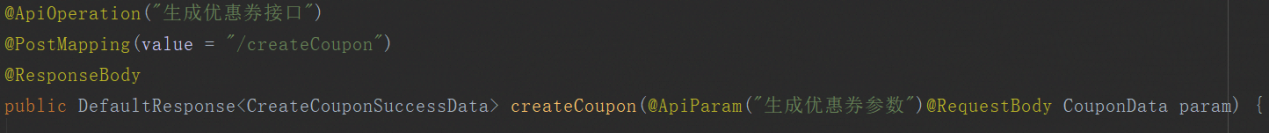 @ApiOperation("生成优惠券接口")
@PostMapping(value = "/createCoupon")
@ResponseBody
public DefaultResponse<CreateCouponSuccessData> createCoupon(@ApiParam("生成优惠券参数")@RequestBody CouponData param) {